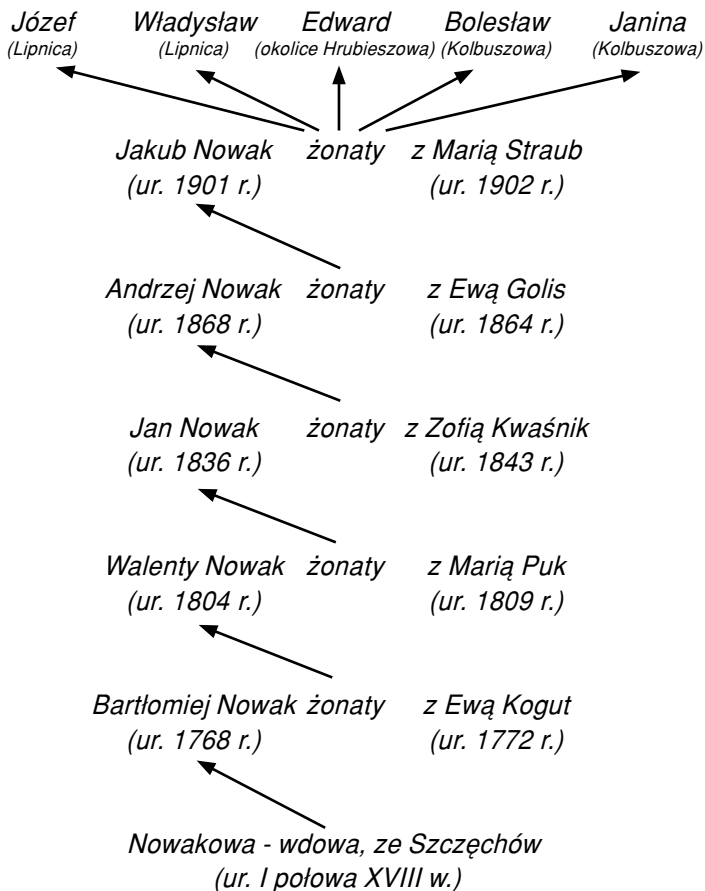 Józef Władysław Edward Bolesław Janina
(Lipnica) (Lipnica) (okolice Hrubieszowa) (Kolbuszowa) (Kolbuszowa)
Jakub Nowak żonaty z Marią Straub
(ur. 1901 r.) (ur. 1902 r.)
Andrzej Nowak żonaty z Ewą Golis
(ur. 1868 r.) (ur. 1864 r.)
Jan Nowak żonaty z Zofią Kwaśnik
(ur. 1836 r.) (ur. 1843 r.)
Walenty Nowak żonaty z Marią Puk
(ur. 1804 r.) (ur. 1809 r.)
Bartłomiej Nowak żonaty z Ewą Kogut
(ur. 1768 r.) (ur. 1772 r.)
Nowakowa - wdowa, ze Szczęchów
(ur. I połowa XVIII w.)